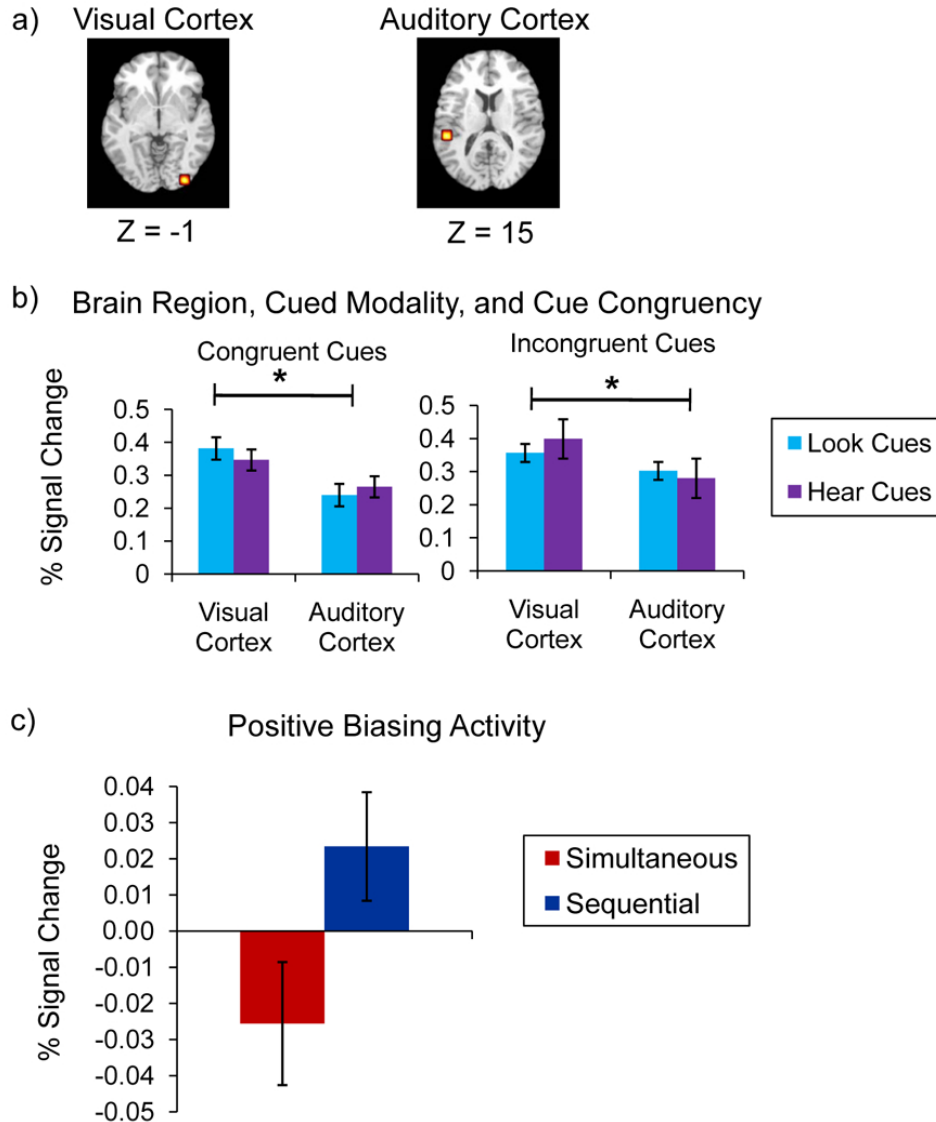 a) Visual Cortex Auditory Cortex
Z = -1 Z = 15
b) Brain Region, Cued Modality, and Cue Congruency
Congruent Cues Incongruent Cues
* *
% Signal Change
0.5
0.4
0.3
0.2
0.1
0
Visual Auditory
Cortex Cortex
0.5
0.4
0.3
0.2
0.1
0
Visual Auditory
Cortex Cortex
Look Cues
Hear Cues
c) Positive Biasing Activity
% Signal Change
0.04
0.03
0.02
0.01
0.00
-0.01
-0.02
-0.03
-0.04
-0.05
Simultaneous
Sequential